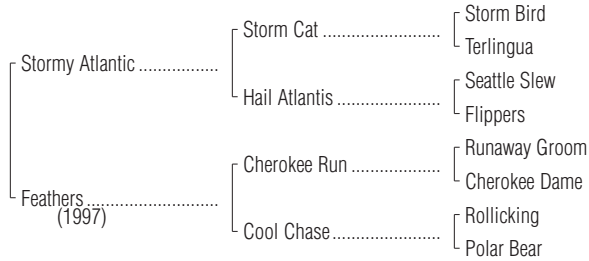 Storm Bird
Storm Cat ........................
Terlingua
Stormy Atlantic ................
Seattle Slew
Hail Atlantis .....................
Flippers
Runaway Groom
Cherokee Run ..................
Cherokee Dame
Feathers..........................
(1997)
Rollicking
Cool Chase......................
Polar Bear